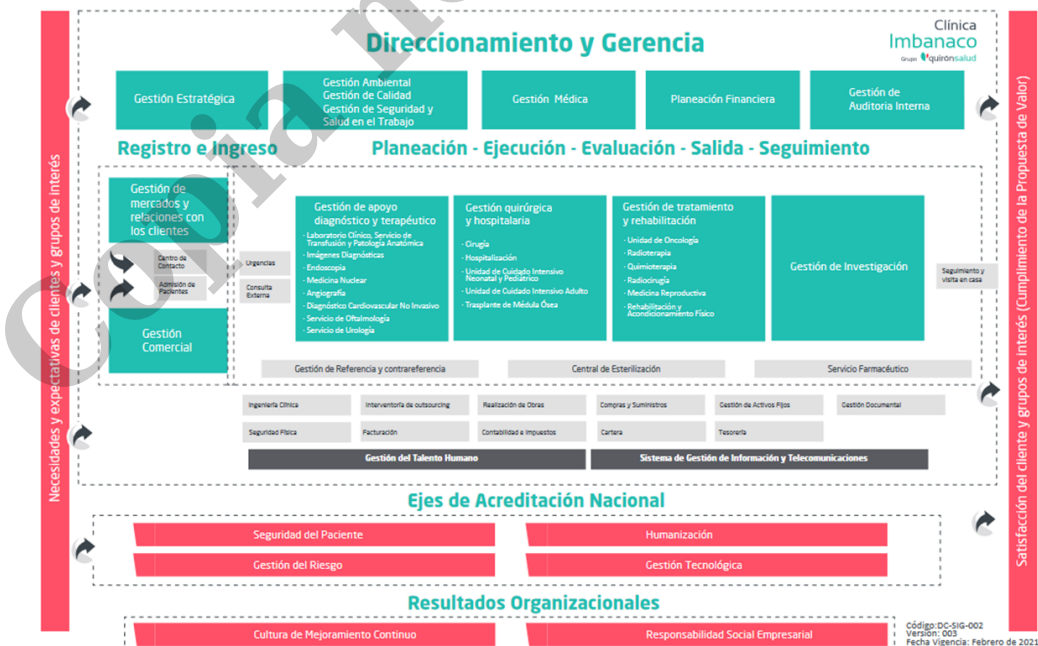 Clínica
Imbanaco
Grupo quirónsalud
Direccionamiento y Gerencia
Gestión Estratégica
Gestión Ambiental
Gestión de Calidad
Gestión de Seguridad y
Salud en el Trabajo
Gestión Médica
Planeación Financiera
Gestión de
Auditoria Interna
Registro e Ingreso
Planeación - Ejecución - Evaluación - Salida - Seguimiento
Necesidades y expectativas de clientes y grupos de interés
Gestión de
mercados y
relaciones con
los clientes
Centro de
Contacto
Admisión de
Pacientes
Gestión
Comercial
Urgencias
Consulta
Externa
Gestión de apoyo
diagnóstico y terapéutico
- Laboratorio Clínico, Servicio de
Transfusión y Patología Anatómica
- Imágenes Diagnósticas
- Endoscopia
- Medicina Nuclear
- Angiografía
- Diagnóstico Cardiovascular No Invasivo
- Servicio de Oftalmología
- Servicio de Urología
Gestión quirúrgica
y hospitalaria
- Cirugía
- Hospitalización
- Unidad de Cuidado Intensivo
Neonatal y Pediátrico
- Unidad de Cuidado Intensivo Adulto
- Trasplante de Médula Ósea
Gestión de tratamiento
y rehabilitación
- Unidad de Oncología
- Radioterapia
- Quimioterapia
- Radiocirugía
- Medicina Reproductiva
- Rehabilitación y
Acondicionamiento Físico
Gestión de Investigación
Seguimiento y
visita en casa
Satisfacción del cliente y grupos de interés (Cumplimiento de la Propuesta de Valor)
Gestión de Referencia y contrareferencia
Central de Esterilización
Servicio Farmacéutico
Ingeniería Clínica
Interventoría de outsourcing
Realización de Obras
Compras y Suministros
Gestión de Activos Fijos
Gestión Documental
Seguridad Física
Facturación
Contabilidad e Impuestos
Cartera
Tesorería
Gestión del Talento Humano
Sistema de Gestión de Información y Telecomunicaciones
Ejes de Acreditación Nacional
Seguridad del Paciente
Humanización
Gestión del Riesgo
Gestión Tecnológica
Resultados Organizacionales
Cultura de Mejoramiento Continuo
Responsabilidad Social Empresarial
Código:DC-SIG-002
Versión: 003
Fecha Vigencia: Febrero de 2021
Copia n